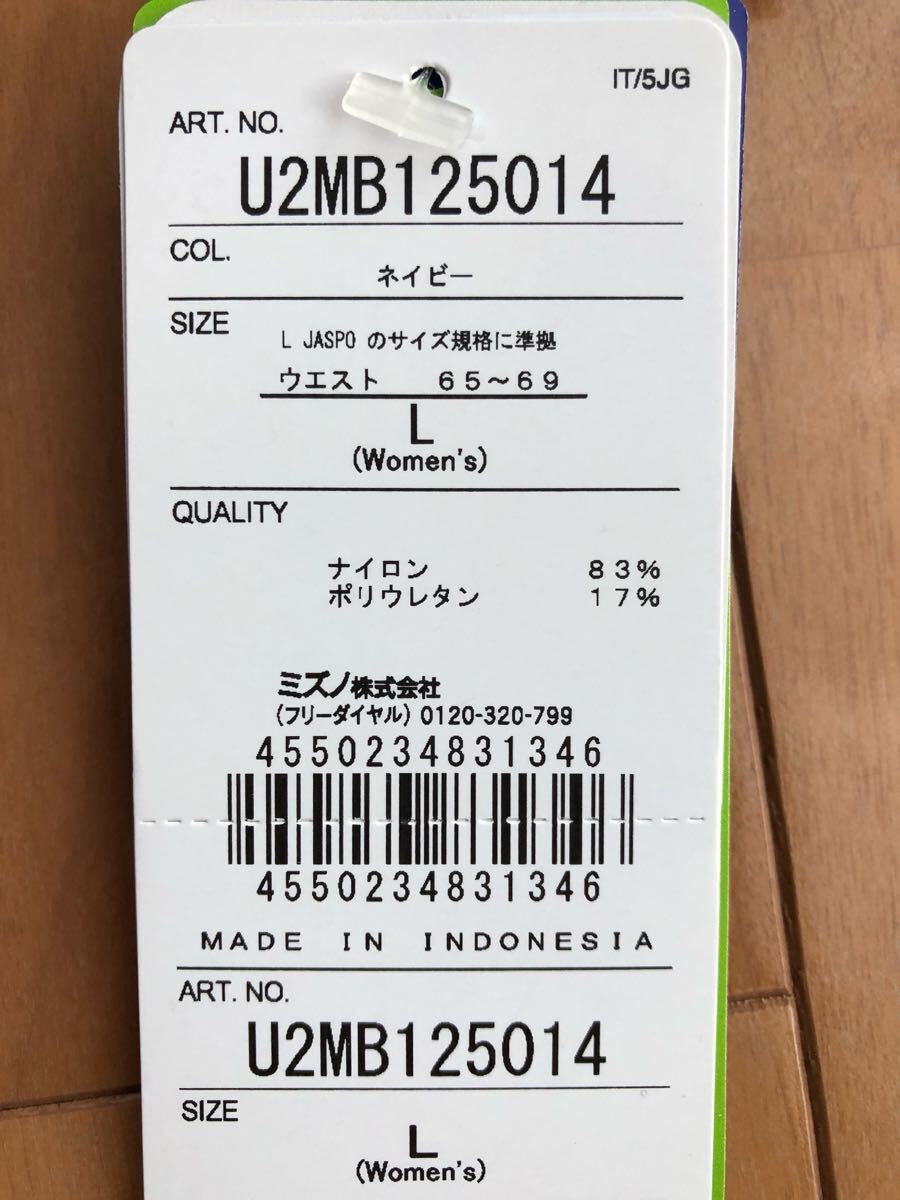 IT/5JG
ART. NO.
U2MB125014
COL.
ネイビー
SIZE
L JASPO のサイズ規格に準拠
ウエスト　６５～６９
L
(Women's)
QUALITY
ナイロン　８３％
ポリウレタン　１７％
ミズノ株式会社
(フリーダイヤル) 0120-320-799
4550234831346
4550234831346
MADE IN INDONESIA
ART. NO.
U2MB125014
SIZE
L
(Women's)